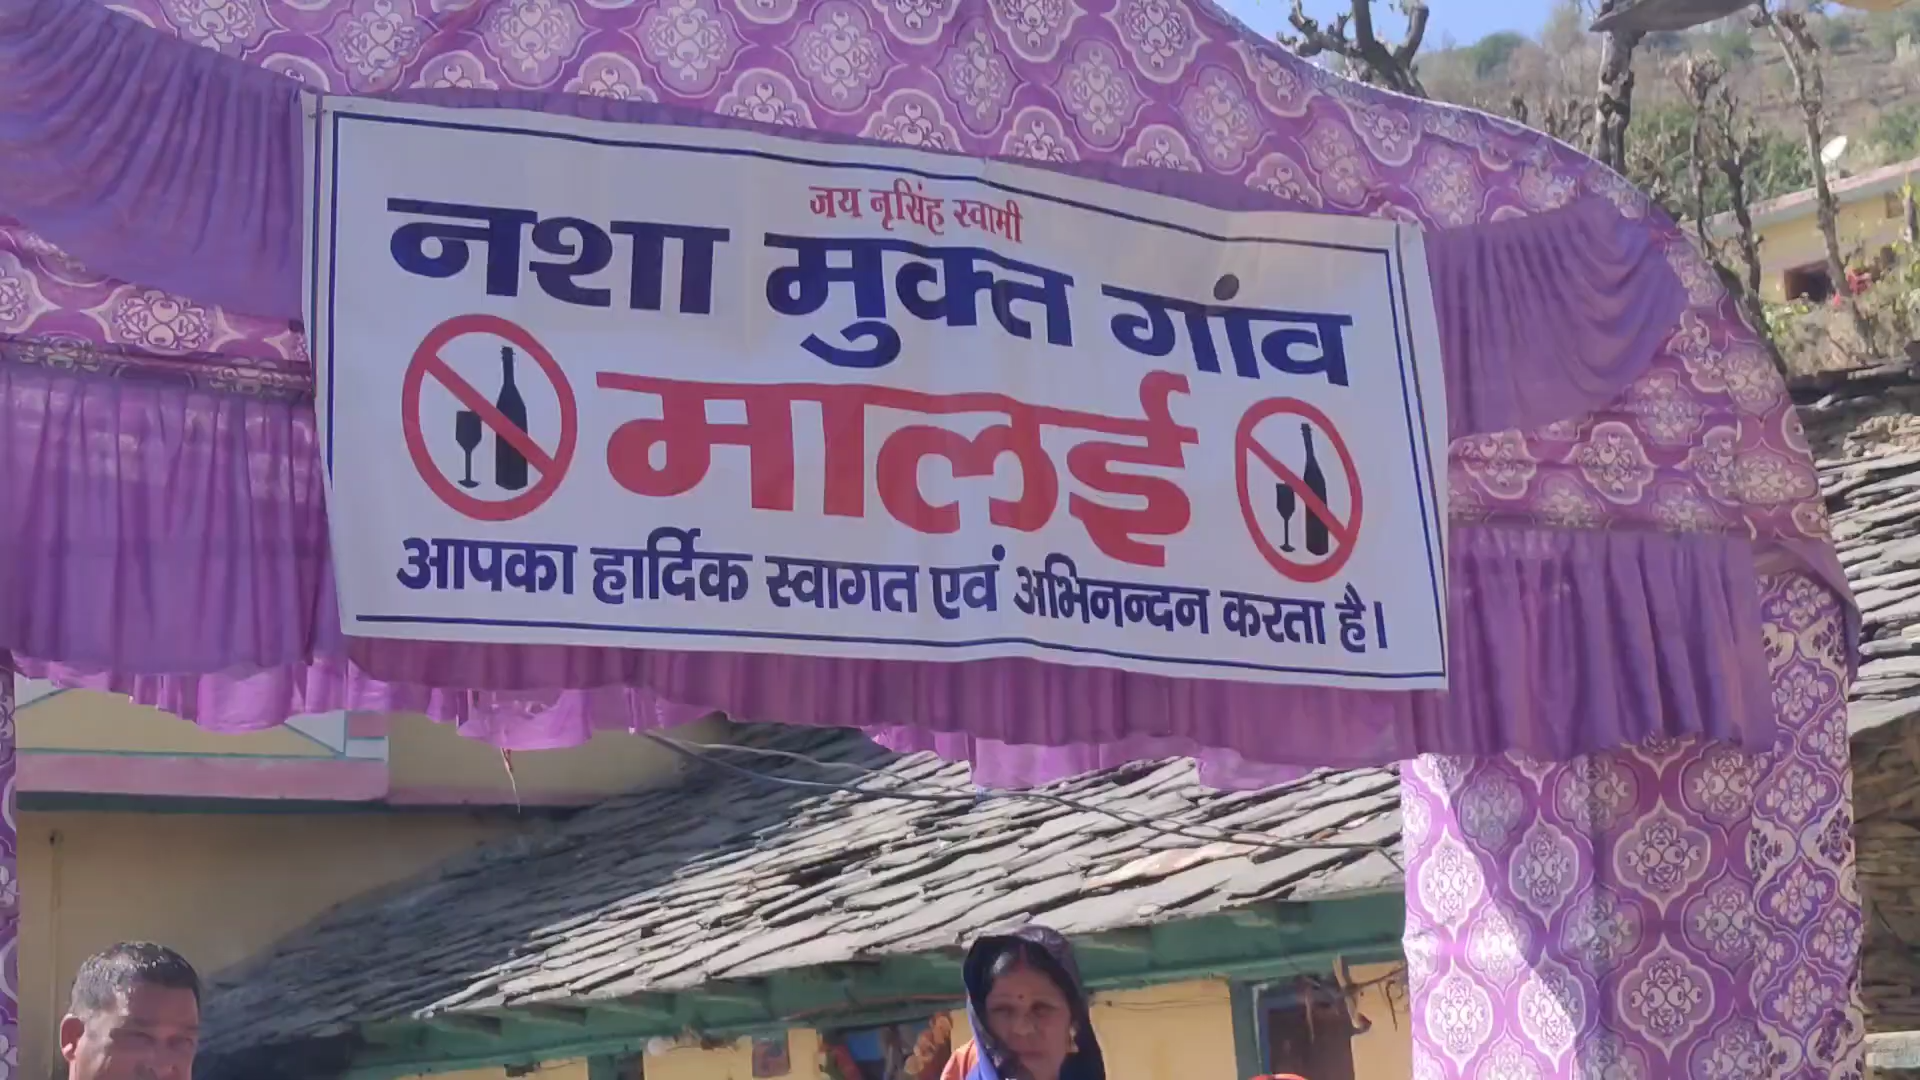 जय नृसिंह स्वामी
नशा मुक्त गांव
मालई
आपका हार्दिक स्वागत एवं अभिनन्दन करता है।